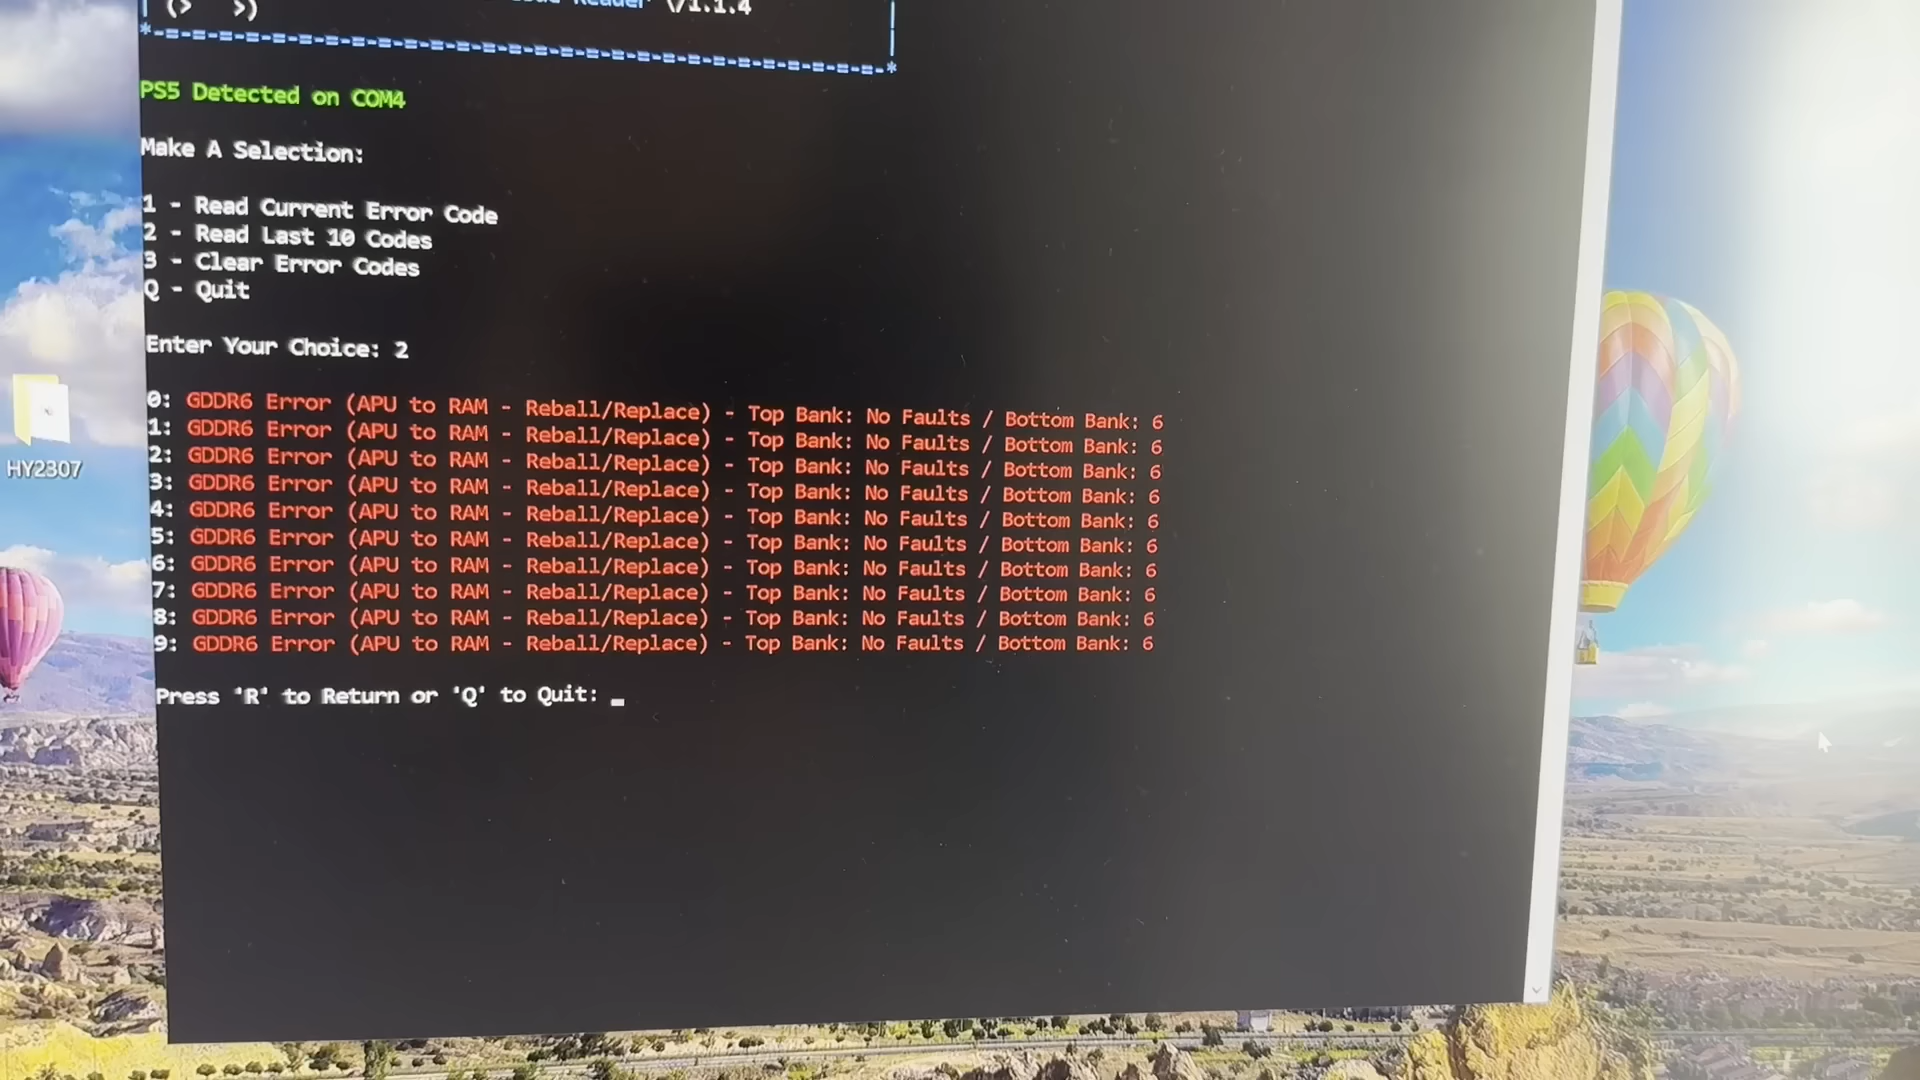 (> >)
Reader V1.1.4
*-=-=-=-=-=-=-=-=-=-=-=-=-=-=-=-=-=-=-=-=-=-=-=-=-=-=-=-=-*
PS5 Detected on COM4
Make A Selection:
1 - Read Current Error Code
2 - Read Last 10 Codes
3 - Clear Error Codes
Q - Quit
Enter Your Choice: 2
0: GDDR6 Error (APU to RAM - Reball/Replace) - Top Bank: No Faults / Bottom Bank: 6
1: GDDR6 Error (APU to RAM - Reball/Replace) - Top Bank: No Faults / Bottom Bank: 6
2: GDDR6 Error (APU to RAM - Reball/Replace) - Top Bank: No Faults / Bottom Bank: 6
3: GDDR6 Error (APU to RAM - Reball/Replace) - Top Bank: No Faults / Bottom Bank: 6
4: GDDR6 Error (APU to RAM - Reball/Replace) - Top Bank: No Faults / Bottom Bank: 6
5: GDDR6 Error (APU to RAM - Reball/Replace) - Top Bank: No Faults / Bottom Bank: 6
6: GDDR6 Error (APU to RAM - Reball/Replace) - Top Bank: No Faults / Bottom Bank: 6
7: GDDR6 Error (APU to RAM - Reball/Replace) - Top Bank: No Faults / Bottom Bank: 6
8: GDDR6 Error (APU to RAM - Reball/Replace) - Top Bank: No Faults / Bottom Bank: 6
9: GDDR6 Error (APU to RAM - Reball/Replace) - Top Bank: No Faults / Bottom Bank: 6
Press 'R' to Return or 'Q' to Quit: _
HY2307